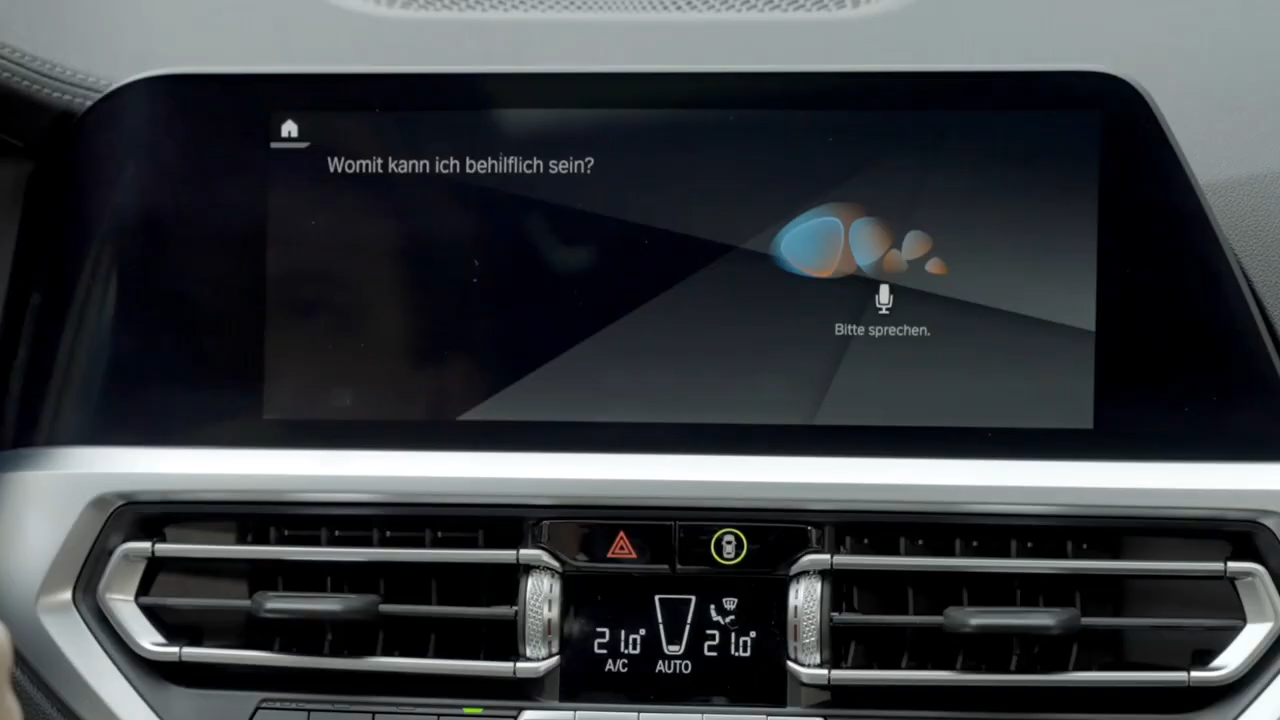 Womit kann ich behilflich sein?
Bitte sprechen.
21.0° 21.0°
A/C AUTO